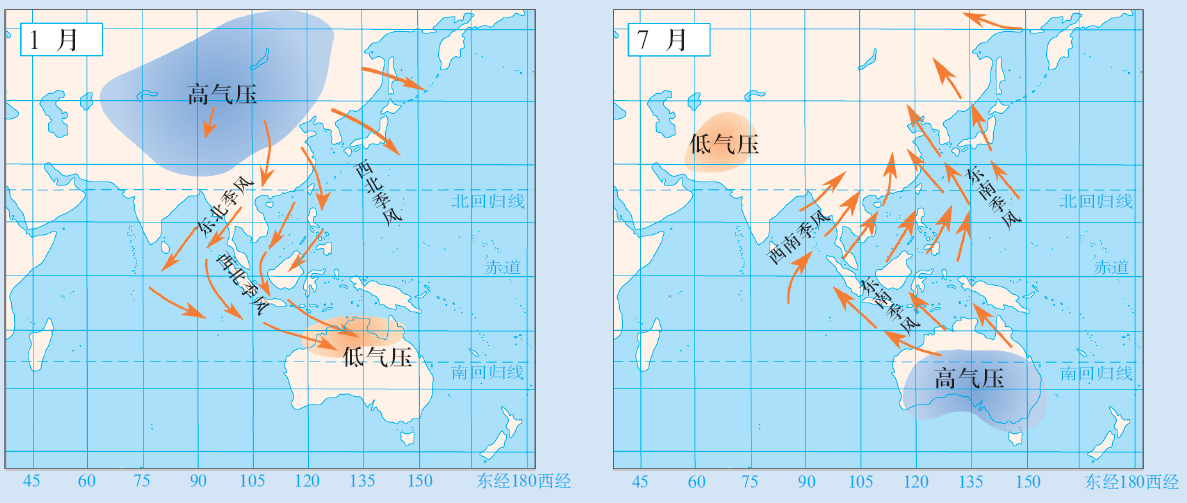 1 月
高气压
西北季风
东北季风
北回归线
西北季风
赤道
低气压
南回归线
45 60 75 90 105 120 150 东经180西经
7 月
低气压
东南季风
北回归线
西南季风
赤道
东南季风
高气压
南回归线
45 60 75 90 105 120 135 150 东经180西经